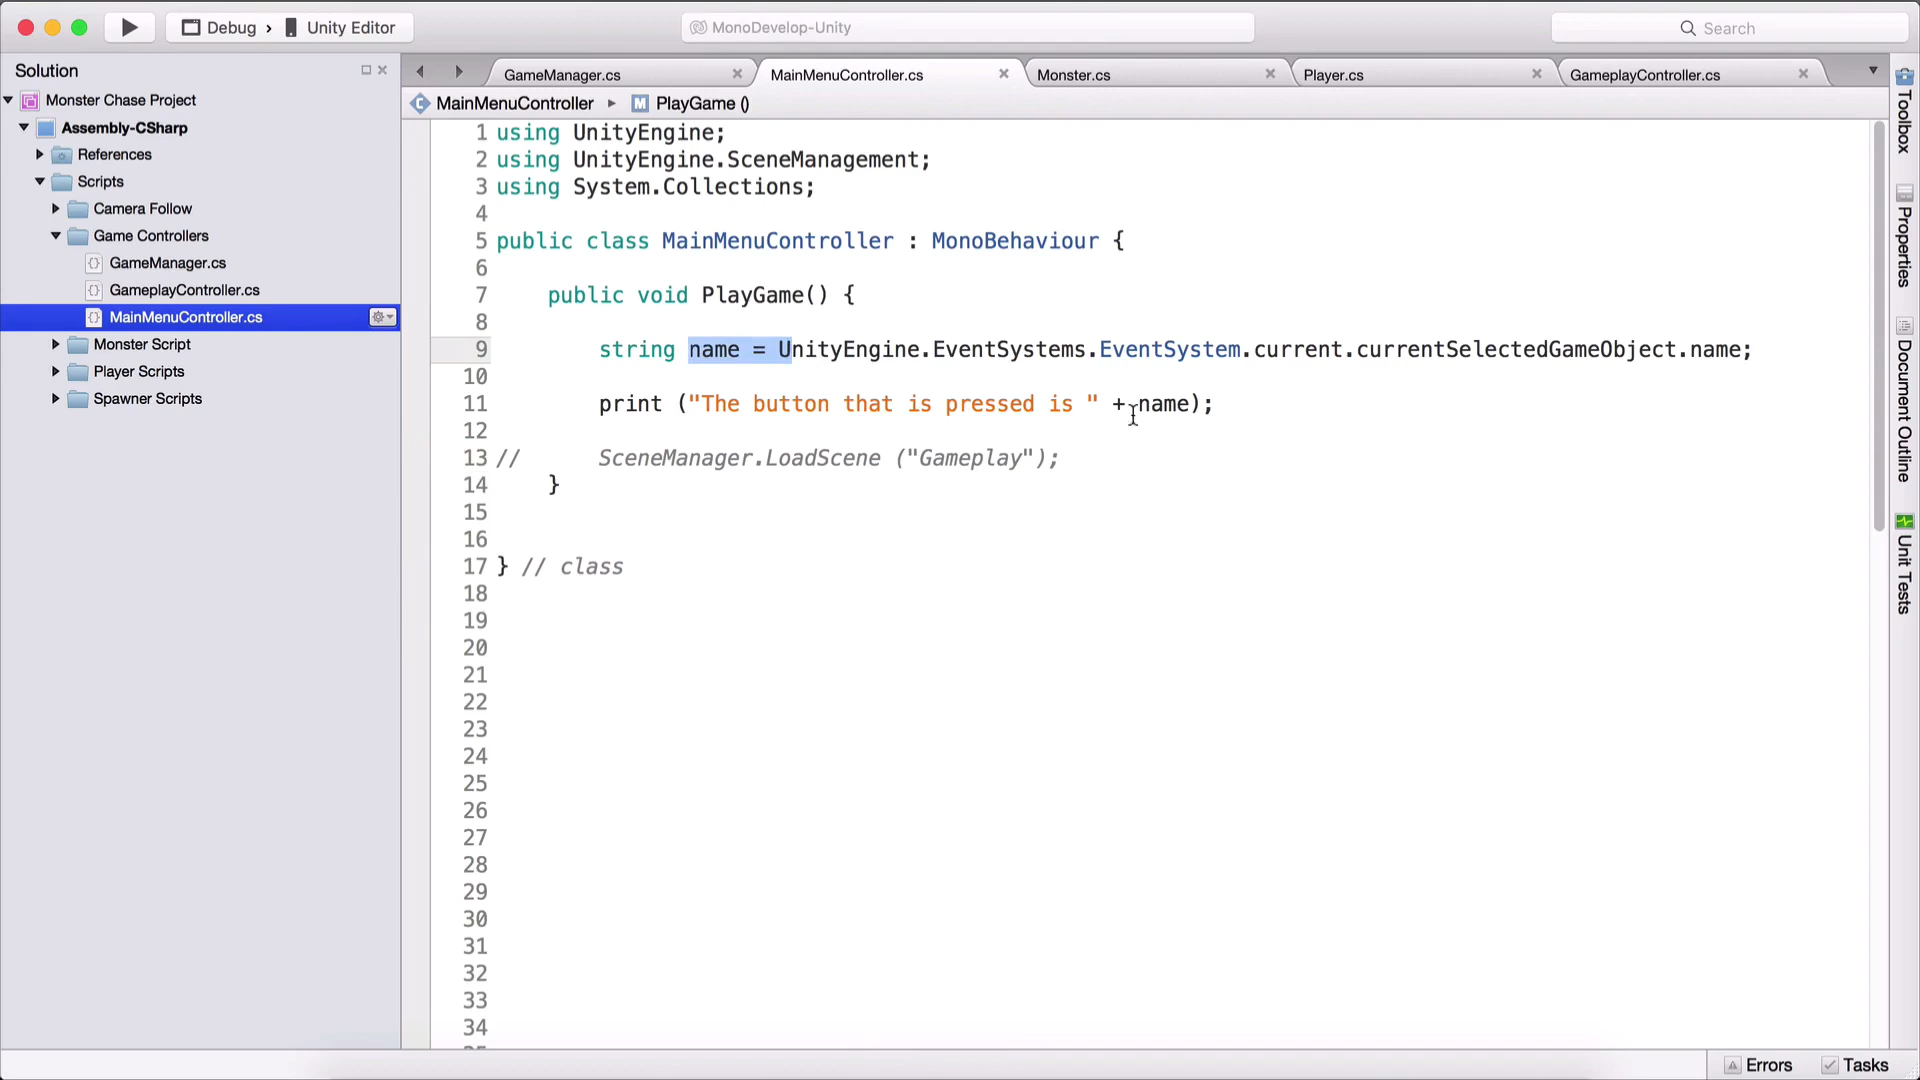 Debug › Unity Editor
MonoDevelop-Unity
Search
Solution
Monster Chase Project
Assembly-CSharp
References
Scripts
Camera Follow
Game Controllers
GameManager.cs
GameplayController.cs
MainMenuController.cs
Monster Script
Player Scripts
Spawner Scripts
GameManager.cs
MainMenuController.cs
Monster.cs
Player.cs
GameplayController.cs
MainMenuController ▸ M PlayGame ()
1 using UnityEngine;
2 using UnityEngine.SceneManagement;
3 using System.Collections;
4
5 public class MainMenuController : MonoBehaviour {
6
7 public void PlayGame() {
8
9 string name = UnityEngine.EventSystems.EventSystem.current.currentSelectedGameObject.name;
10
11 print ("The button that is pressed is " + name);
12
13 // SceneManager.LoadScene ("Gameplay");
14 }
15
16
17 } // class
18
19
20
21
22
23
24
25
26
27
28
29
30
31
32
33
34
Toolbox
Properties
Document Outline
Unit Tests
Errors
Tasks